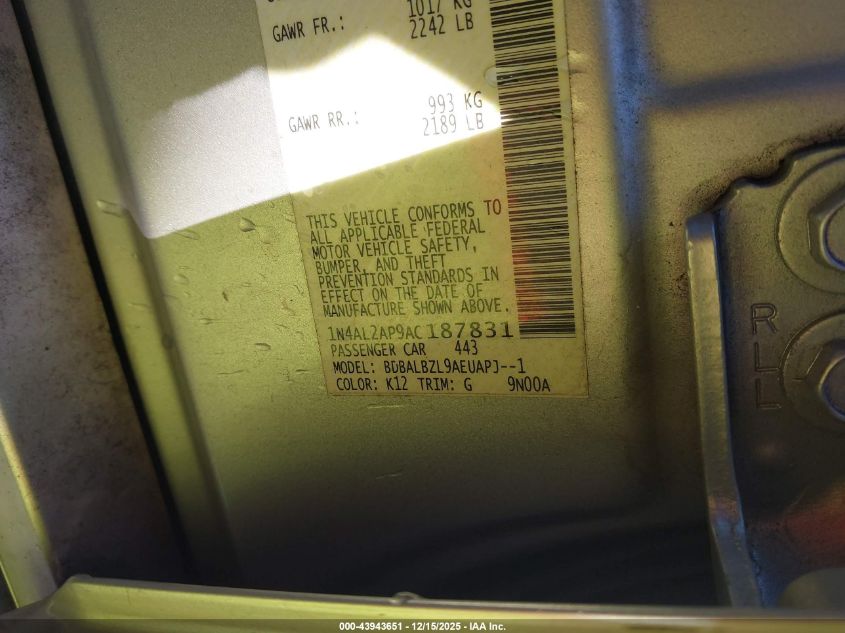 1017 KG
GAWR FR.: 2242 LB
993 KG
GAWR RR.: 2189 LB
THIS VEHICLE CONFORMS TO
ALL APPLICABLE FEDERAL
MOTOR VEHICLE SAFETY,
BUMPER, AND THEFT
PREVENTION STANDARDS IN
EFFECT ON THE DATE OF
MANUFACTURE SHOWN ABOVE.
1N4AL2AP9AC187831
PASSENGER CAR 443
MODEL: BDBALBZL9AEUAPJ--1
COLOR: K12 TRIM: G 9N00A
RLL
000-43943651 - 12/15/2025 - IAA Inc.